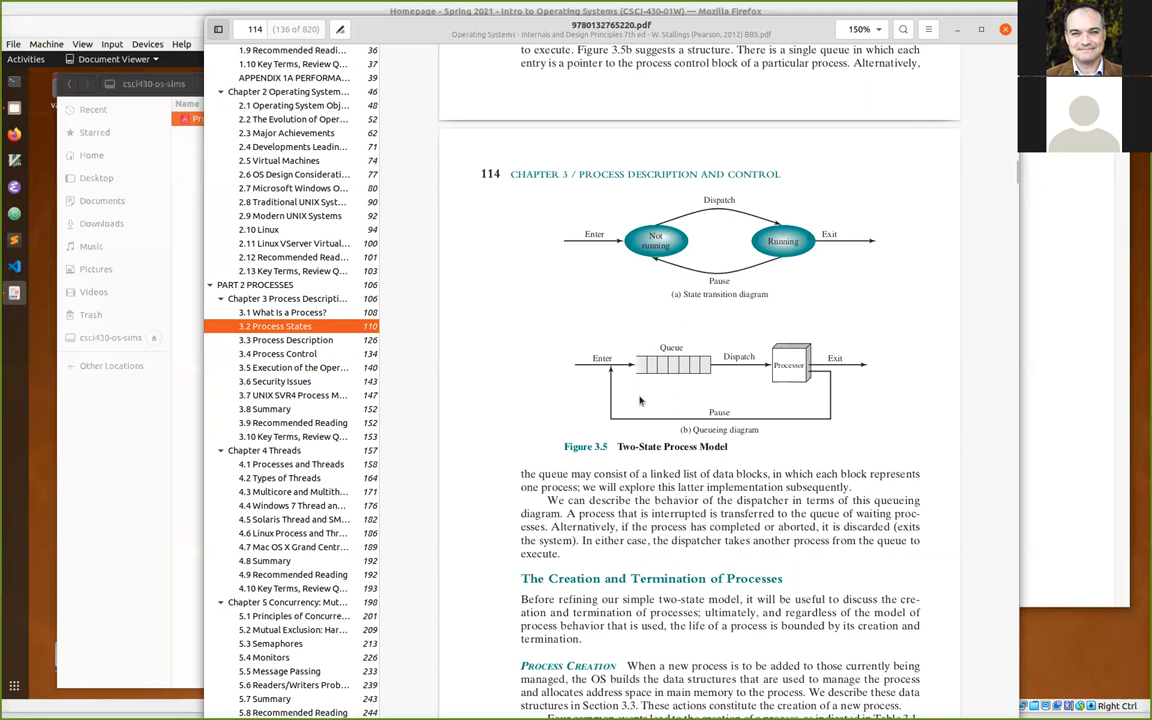 Homepage - Spring 2021 - Intro to Operating Systems (CSCI-430-01W) — Mozilla Firefox
114 (136 of 820)
9780132765220.pdf
Operating Systems - Internals and Design Principles 7th ed - W. Stallings (Pearson, 2012) BBS.pdf
150%
File Machine View Input Devices Help
Activities Document Viewer
csci430-os-sims
Name
Recent
Starred
Home
Desktop
Documents
Downloads
Music
Pictures
Videos
Trash
csci430-os-sims
+ Other Locations
1.9 Recommended Readi... 36
1.10 Key Terms, Review Q... 37
APPENDIX 1A PERFORMA... 39
Chapter 2 Operating System... 46
2.1 Operating System Obj... 48
2.2 The Evolution of Oper... 52
2.3 Major Achievements 62
2.4 Developments Leadin... 71
2.5 Virtual Machines 74
2.6 OS Design Considerati... 77
2.7 Microsoft Windows O... 80
2.8 Traditional UNIX Syst... 90
2.9 Modern UNIX Systems 92
2.10 Linux 94
2.11 Linux VServer Virtual... 100
2.12 Recommended Readi... 101
2.13 Key Terms, Review Q... 103
PART 2 PROCESSES 106
Chapter 3 Process Descripti... 106
3.1 What Is a Process? 108
3.2 Process States 110
3.3 Process Description 126
3.4 Process Control 134
3.5 Execution of the Oper... 140
3.6 Security Issues 143
3.7 UNIX SVR4 Process M... 147
3.8 Summary 152
3.9 Recommended Reading 152
3.10 Key Terms, Review Q... 153
Chapter 4 Threads 157
4.1 Processes and Threads 158
4.2 Types of Threads 164
4.3 Multicore and Multith... 171
4.4 Windows 7 Thread an... 176
4.5 Solaris Thread and SM... 182
4.6 Linux Process and Thr... 186
4.7 Mac OS X Grand Centr... 189
4.8 Summary 192
4.9 Recommended Reading 192
4.10 Key Terms, Review Q... 193
Chapter 5 Concurrency: Mut... 198
5.1 Principles of Concurre... 201
5.2 Mutual Exclusion: Har... 209
5.3 Semaphores 213
5.4 Monitors 226
5.5 Message Passing 233
5.6 Readers/Writers Prob... 239
5.7 Summary 243
5.8 Recommended Reading 244
to execute. Figure 3.5b suggests a structure. There is a single queue in which each
entry is a pointer to the process control block of a particular process. Alternatively,
114 CHAPTER 3 / PROCESS DESCRIPTION AND CONTROL
Dispatch
Enter
Not
running
Running
Exit
Pause
(a) State transition diagram
Queue
Enter
Dispatch
Processor
Exit
Pause
(b) Queueing diagram
Figure 3.5 Two-State Process Model
the queue may consist of a linked list of data blocks, in which each block represents
one process; we will explore this latter implementation subsequently.
We can describe the behavior of the dispatcher in terms of this queueing
diagram. A process that is interrupted is transferred to the queue of waiting proc-
esses. Alternatively, if the process has completed or aborted, it is discarded (exits
the system). In either case, the dispatcher takes another process from the queue to
execute.
The Creation and Termination of Processes
Before refining our simple two-state model, it will be useful to discuss the cre-
ation and termination of processes; ultimately, and regardless of the model of
process behavior that is used, the life of a process is bounded by its creation and
termination.
PROCESS CREATION When a new process is to be added to those currently being
managed, the OS builds the data structures that are used to manage the process
and allocates address space in main memory to the process. We describe these data
structures in Section 3.3. These actions constitute the creation of a new process.
Right Ctrl